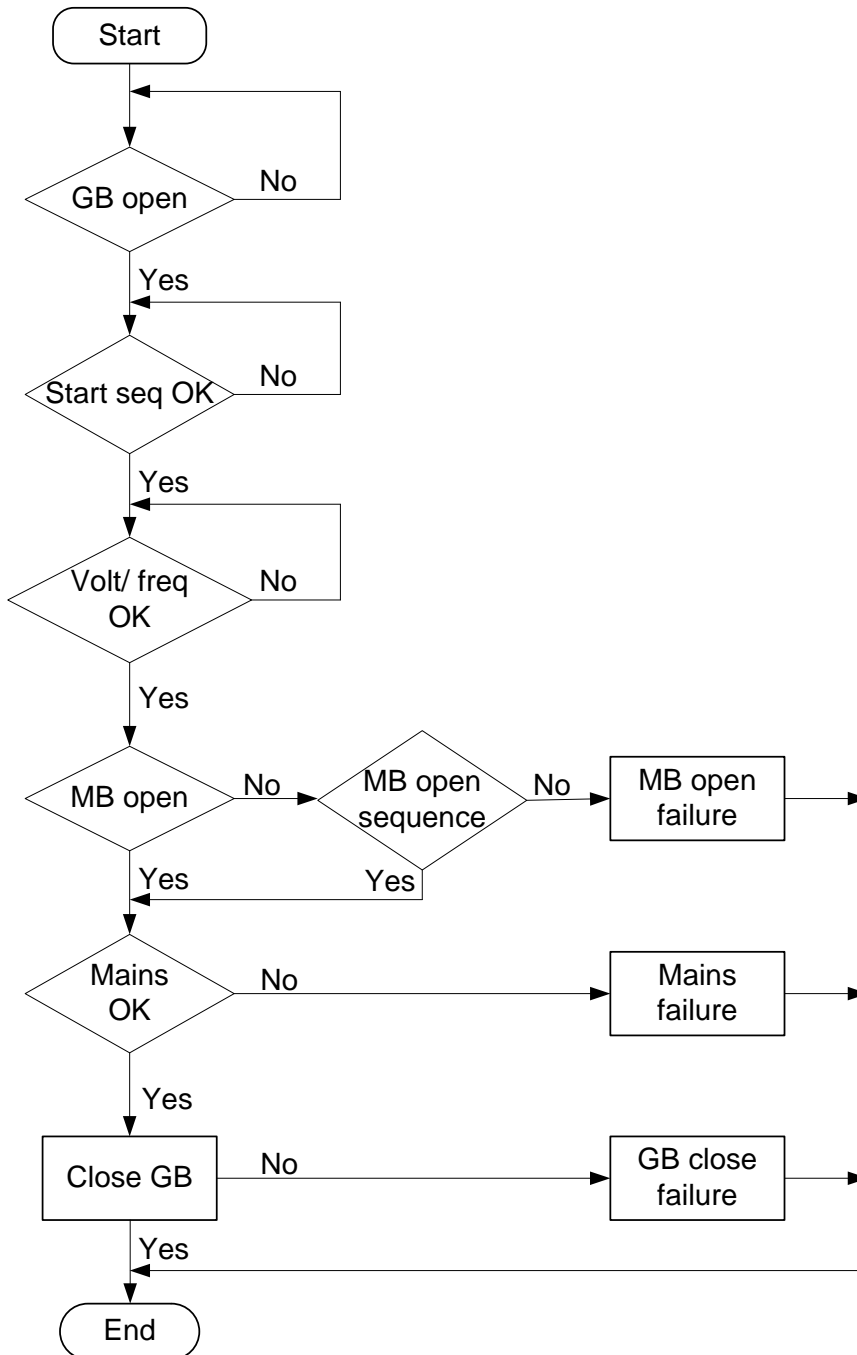 Start
GB open
No
Yes
Start seq OK
No
Yes
Volt/ freq
OK
No
Yes
MB open
No
MB open
sequence
No
MB open
failure
Yes
Yes
Mains
OK
No
Mains
failure
Yes
Close GB
No
GB close
failure
Yes
End